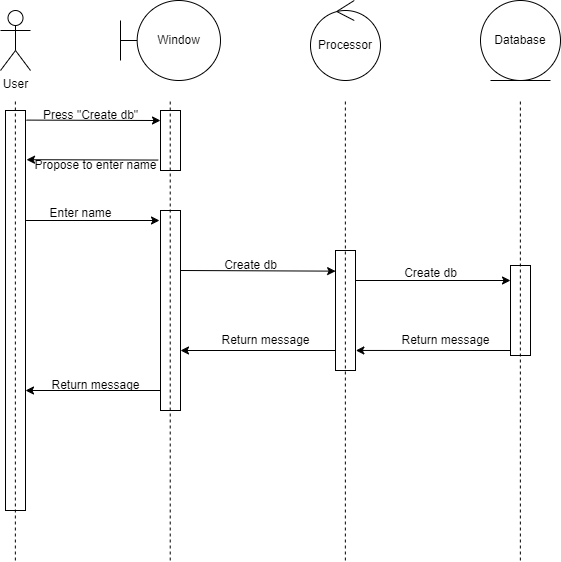 Window
Processor
Database
User
Press "Create db"
Propose to enter name
Enter name
Create db
Create db
Return message
Return message
Return message